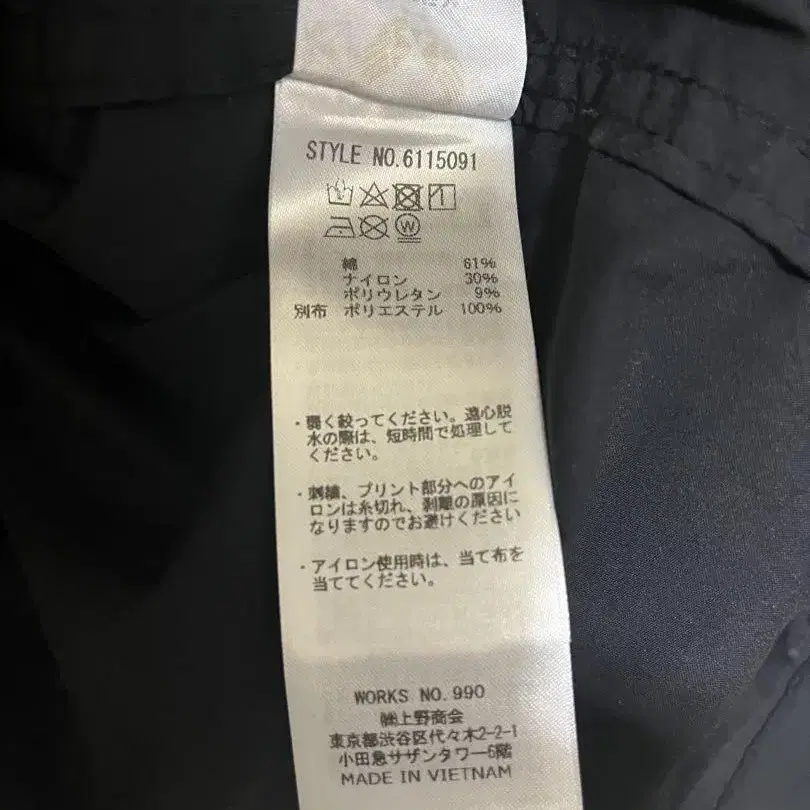 STYLE NO.6115091
W
綿 61%
ナイロン 30%
ポリウレタン 9%
別布 ポリエステル 100%
・弱く絞ってください。遠心脱
水の際は、短時間で処理して
ください。
・刺繍、プリント部分へのアイ
ロンは糸切れ、剥離の原因に
なりますのでお避けください
・アイロン使用時は、当て布を
当ててください。
WORKS NO.990
㈱上野商会
東京都渋谷区代々木2-2-1
小田急サザンタワー6階
MADE IN VIETNAM